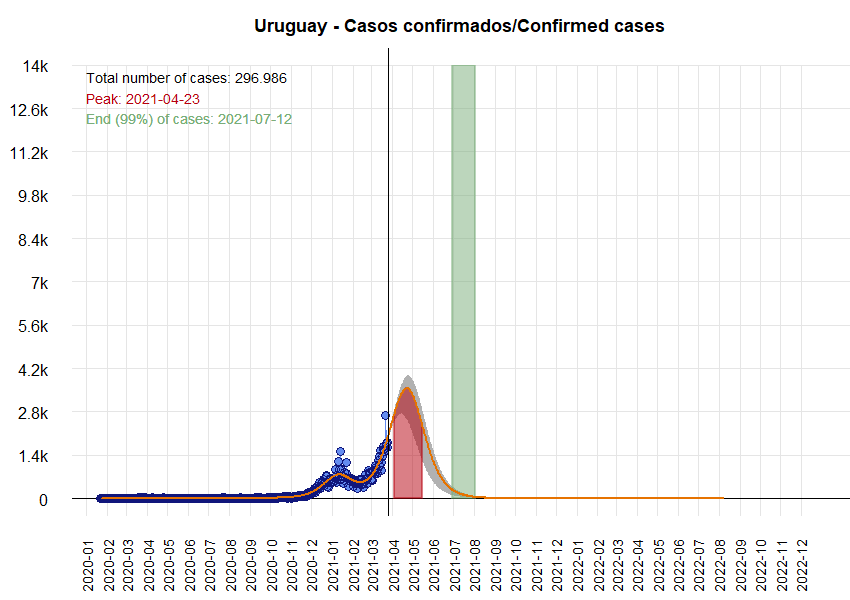 Uruguay - Casos confirmados/Confirmed cases
14k
12.6k
11.2k
9.8k
8.4k
7k
5.6k
4.2k
2.8k
1.4k
0
Total number of cases: 296.986
Peak: 2021-04-23
End (99%) of cases: 2021-07-12
2020-01
2020-02
2020-03
2020-04
2020-05
2020-06
2020-07
2020-08
2020-09
2020-10
2020-11
2020-12
2021-01
2021-02
2021-03
2021-04
2021-05
2021-06
2021-07
2021-08
2021-09
2021-10
2021-11
2021-12
2022-01
2022-02
2022-03
2022-04
2022-05
2022-06
2022-07
2022-08
2022-09
2022-10
2022-11
2022-12